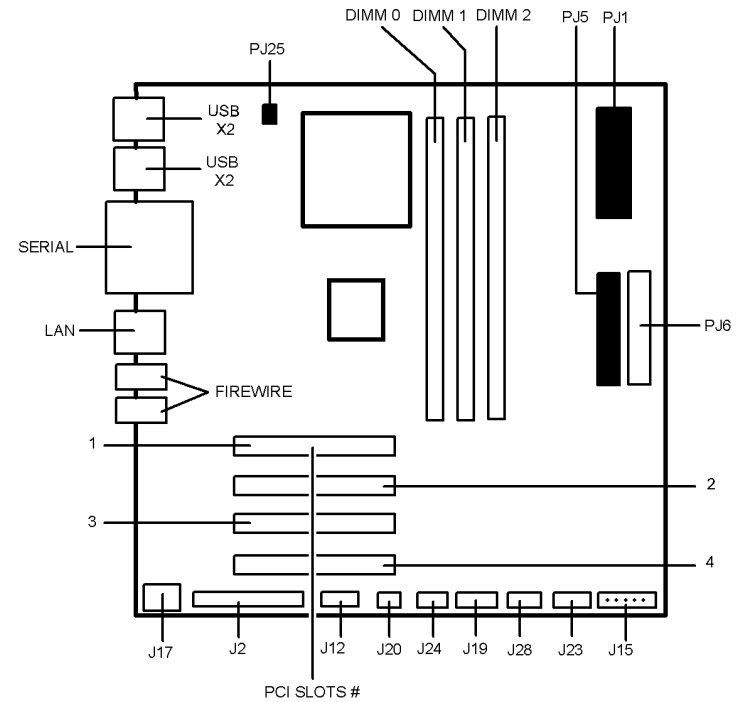 DIMM 0 DIMM 1 DIMM 2 PJ5 PJ1
PJ25
USB
X2
USB
X2
SERIAL
LAN
PJ6
FIREWIRE
1
2
3
4
J17 J2 J12 J20 J24 J19 J28 J23 J15
PCI SLOTS #